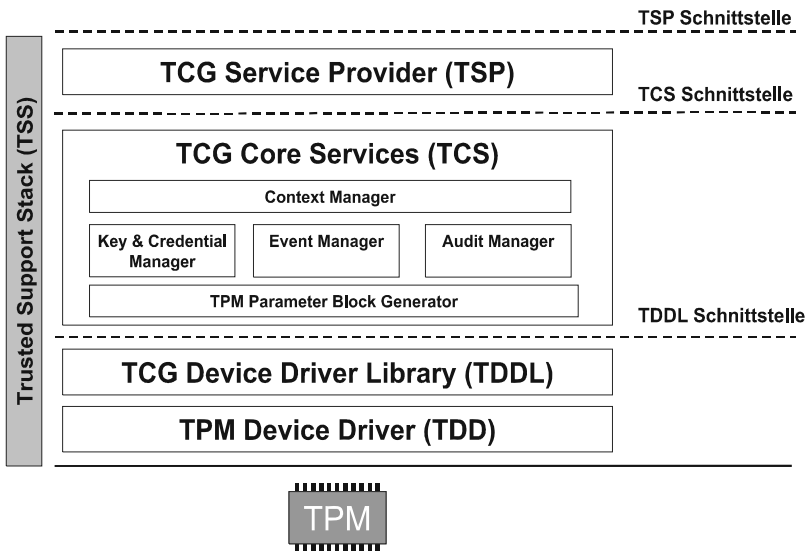 TSP Schnittstelle
TCG Service Provider (TSP)
TCS Schnittstelle
Trusted Support Stack (TSS)
TCG Core Services (TCS)
Context Manager
Key & Credential
Manager
Event Manager
Audit Manager
TPM Parameter Block Generator
TDDL Schnittstelle
TCG Device Driver Library (TDDL)
TPM Device Driver (TDD)
TPM